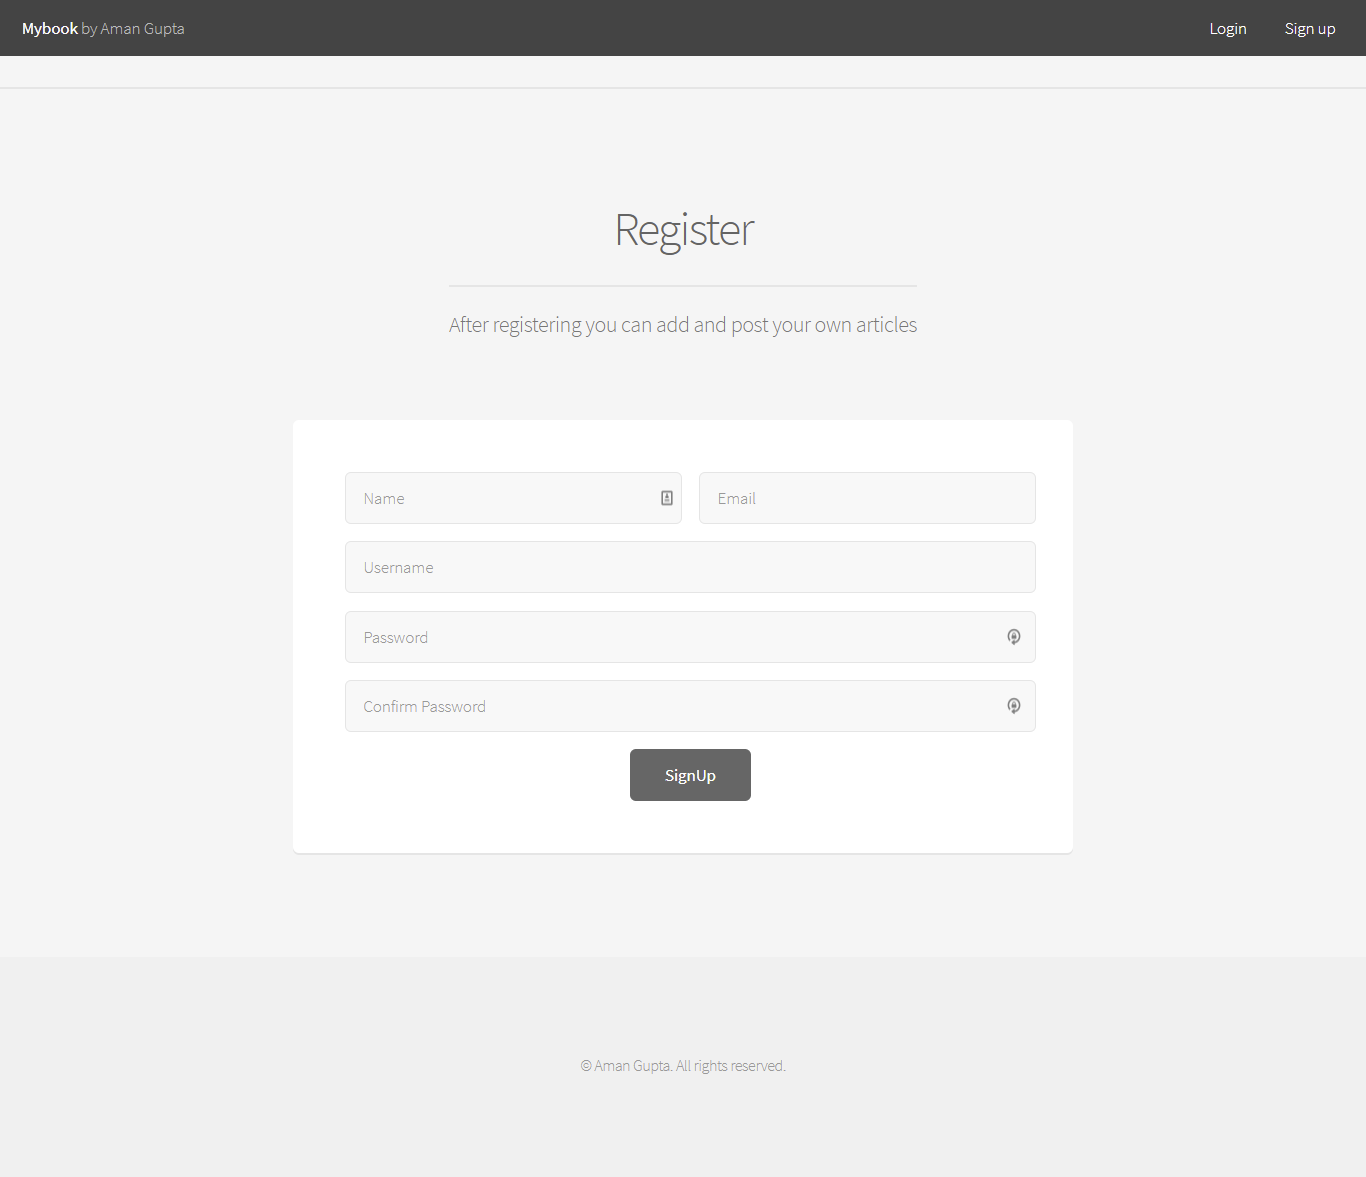 Mybook by Aman Gupta
Login
Sign up
Register
After registering you can add and post your own articles
Name
Email
Username
Password
Confirm Password
SignUp
© Aman Gupta. All rights reserved.